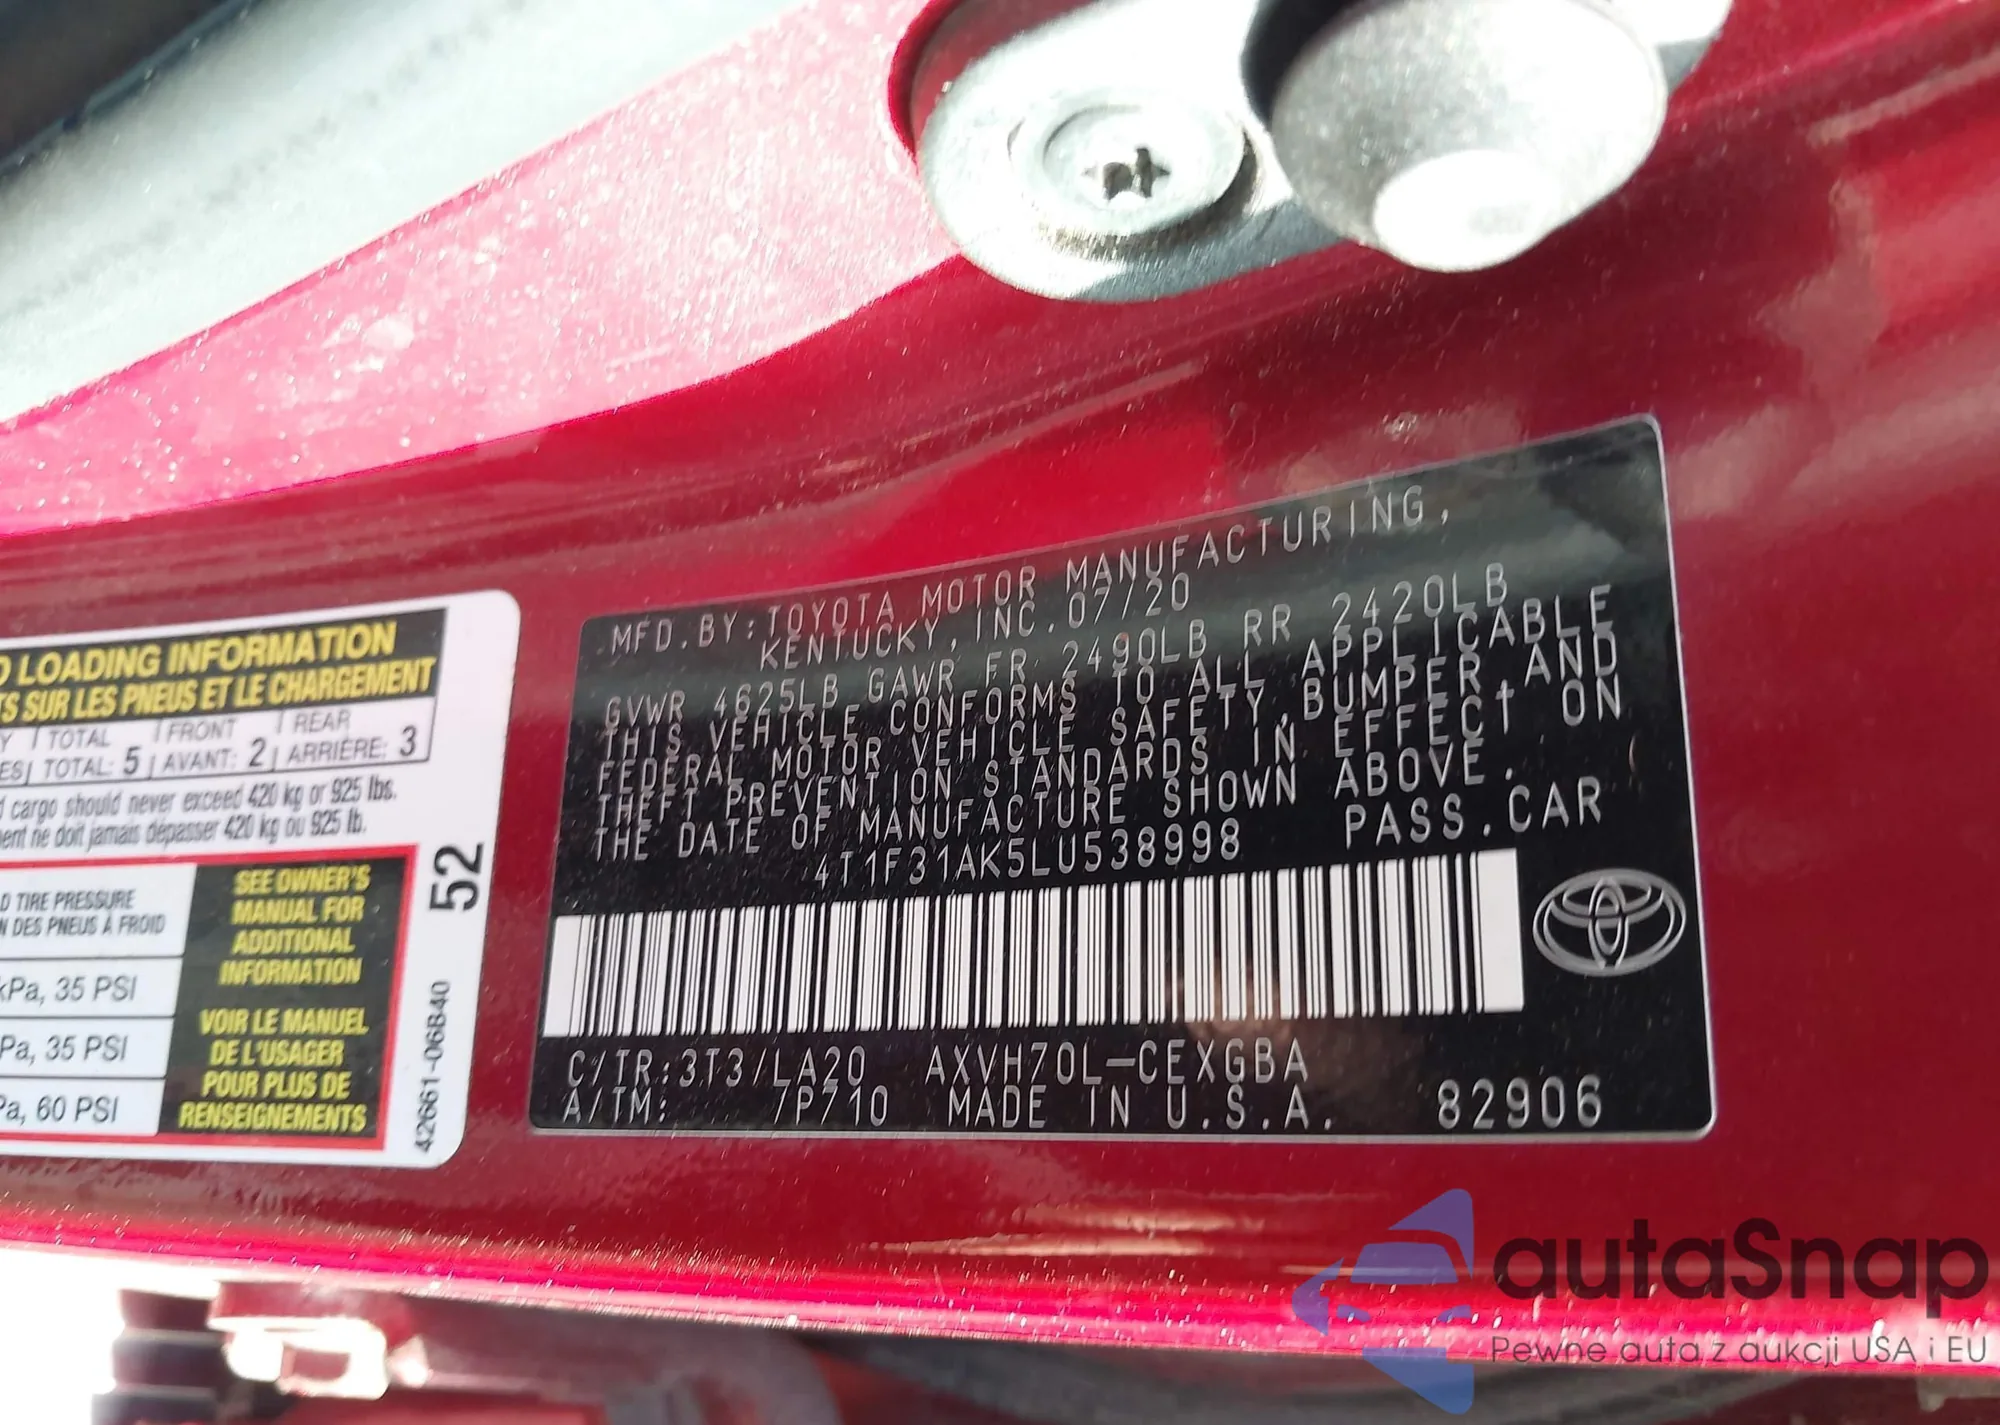 D LOADING INFORMATION
TS SUR LES PNEUS ET LE CHARGEMENT
Y TOTAL FRONT REAR
ES TOTAL: 5 AVANT: 2 ARRIÈRE: 3
d cargo should never exceed 420 kg or 925 lbs.
ent ne doit jamais dépasser 420 kg ou 925 lb.
D TIRE PRESSURE
N DES PNEUS À FROID
kPa, 35 PSI
Pa, 35 PSI
Pa, 60 PSI
SEE OWNER'S
MANUAL FOR
ADDITIONAL
INFORMATION
VOIR LE MANUEL
DE L'USAGER
POUR PLUS DE
RENSEIGNEMENTS
52
42661-06B40
MFD.BY:TOYOTA MOTOR MANUFACTURING,
KENTUCKY,INC.07/20
GVWR 4625LB GAWR FR 2490LB RR 2420LB
THIS VEHICLE CONFORMS TO ALL APPLICABLE
FEDERAL MOTOR VEHICLE SAFETY,BUMPER,AND
THEFT PREVENTION STANDARDS IN EFFECT ON
THE DATE OF MANUFACTURE SHOWN ABOVE.
4T1F31AK5LU538998 PASS.CAR
C/TR:3T3/LA20 AXVH70L-CEXGBA
A/TM: /P710 MADE IN U.S.A. 82906
autaSnap
Pewne auta z aukcji USA i EU